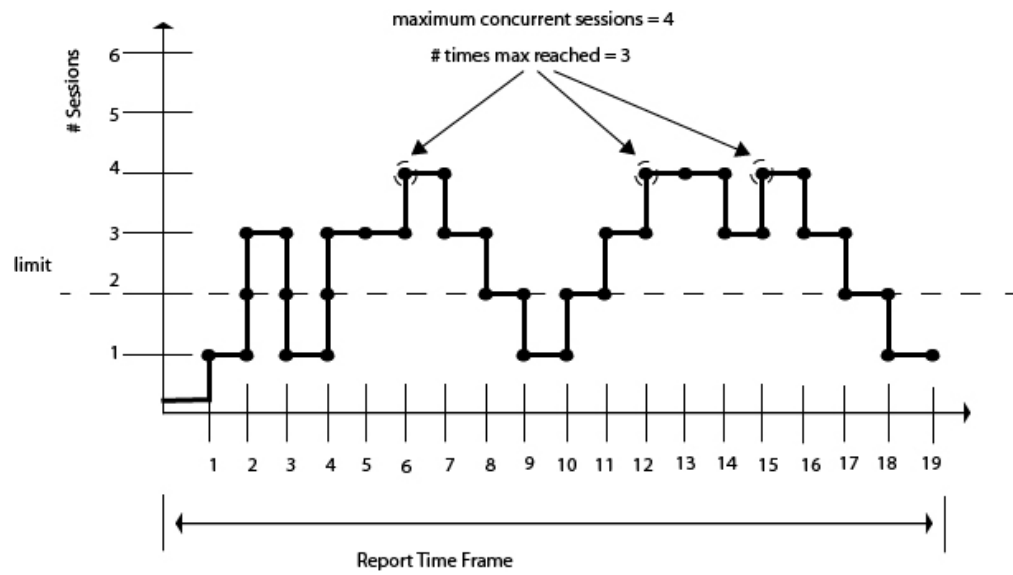 maximum concurrent sessions = 4
# times max reached = 3
# Sessions
6
5
4
3
limit
2
1
1 2 3 4 5 6 7 8 9 10 11 12 13 14 15 16 17 18 19
Report Time Frame